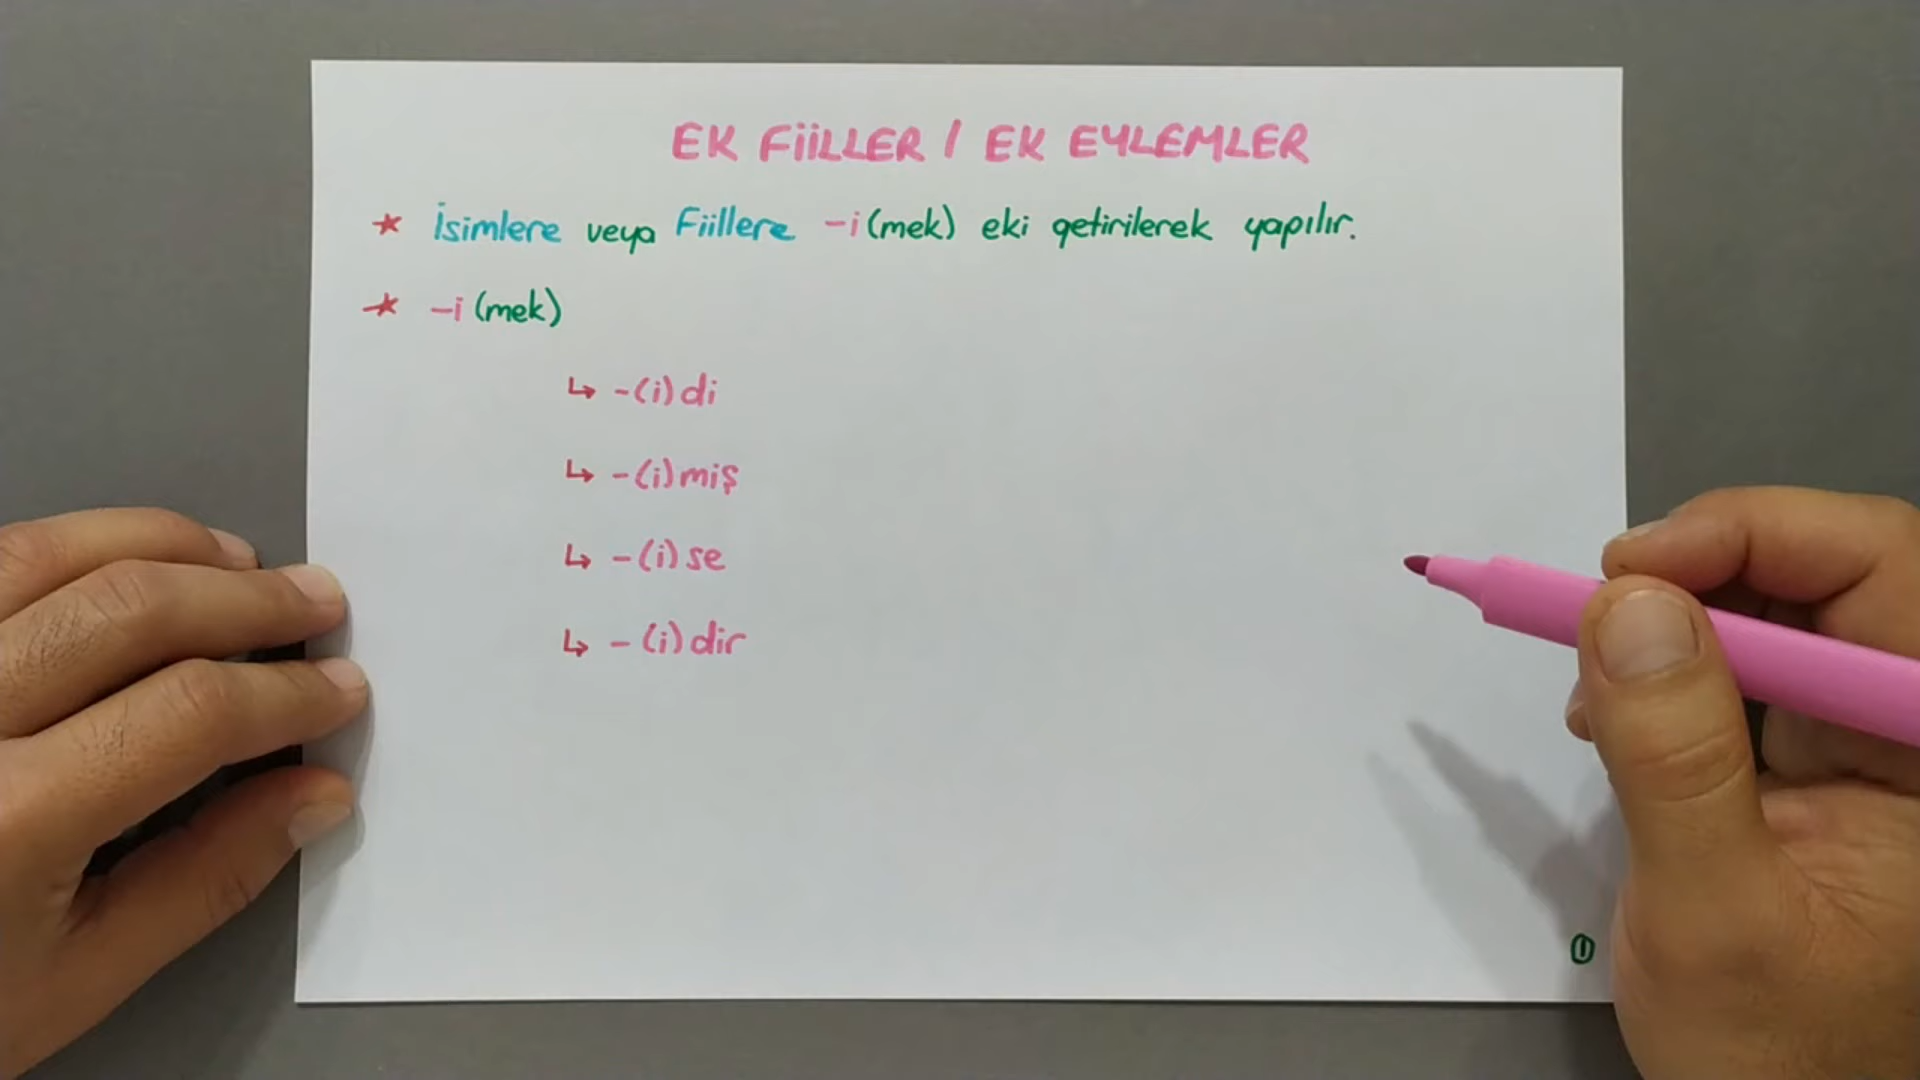 EK FİİLLER / EK EYLEMLER
* İsimlere veya Fiillere -i(mek) eki getirilerek yapılır.
* -i (mek)
↳ -(i) di
↳ -(i) miş
↳ -(i) se
↳ -(i) dir
①